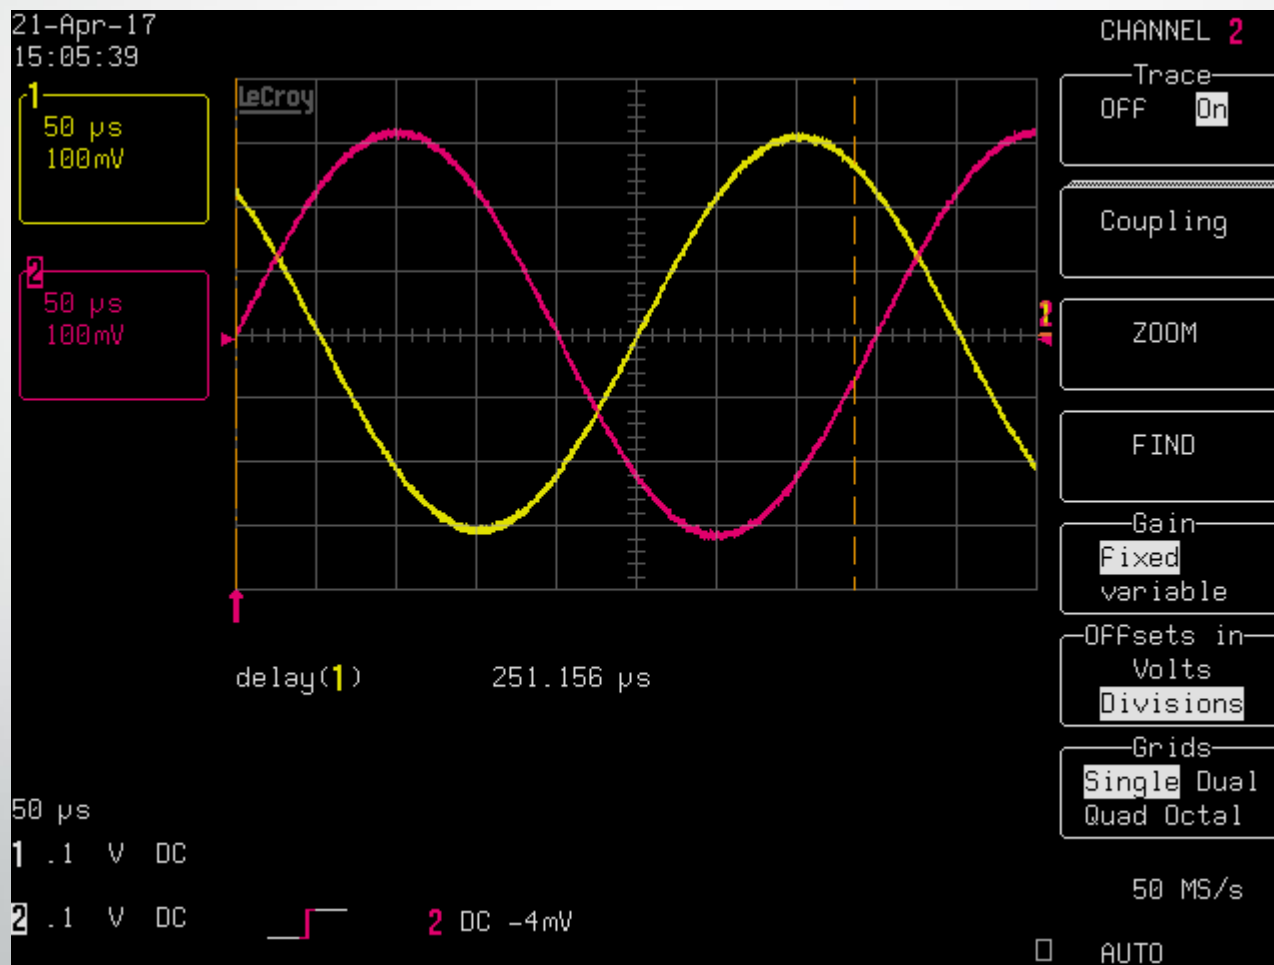 21-Apr-17
15:05:39
CHANNEL 2
1
50 µs
100mV
2
50 µs
100mV
LeCroy
Trace
OFF On
Coupling
ZOOM
FIND
Gain
Fixed
variable
OFFsets in
Volts
Divisions
Grids
Single Dual
Quad Octal
delay(1) 251.156 µs
50 µs
1 .1 V DC
2 .1 V DC
2 DC -4mV
50 MS/s
AUTO